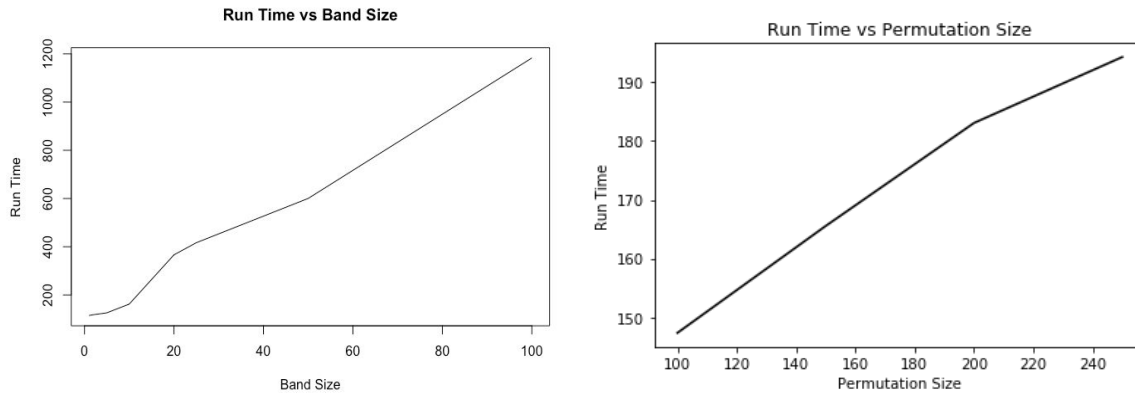 Run Time vs Band Size
Run Time
1200
1000
800
600
400
200
0 20 40 60 80 100
Band Size
Run Time vs Permutation Size
Run Time
190
180
170
160
150
100 120 140 160 180 200 220 240
Permutation Size